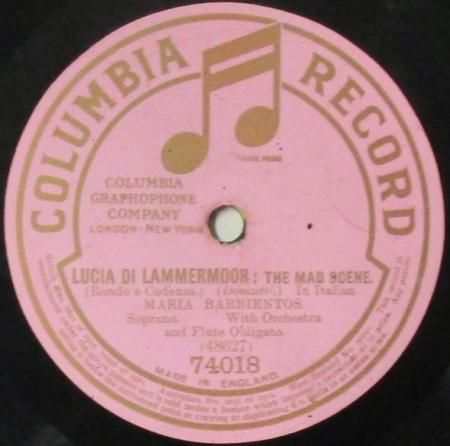 COLUMBIA RECORD
TRADE MARK
COLUMBIA
GRAPHOPHONE
COMPANY
LONDON-NEW YORK
LUCIA DI LAMMERMOOR: THE MAD SCENE.
(Rondo e Cadenza.) (Donizetti.) In Italian
MARIA BARBIENTOS.
Soprano. With Orchestra
and Flute Obligato.
(48627)
74018
MADE IN ENGLAND.